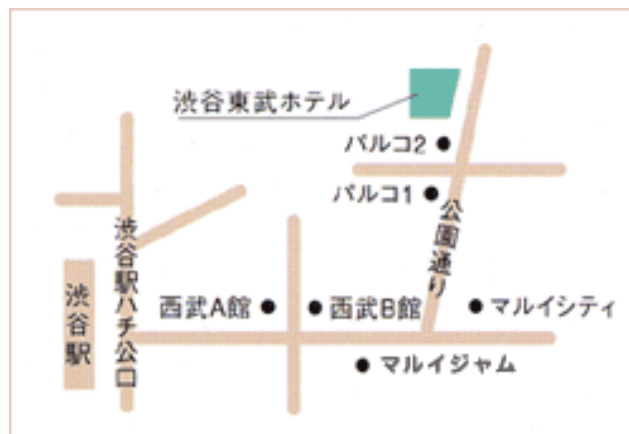 渋谷東武ホテル
パルコ2
パルコ1
公園通り
渋谷駅ハチ公口
渋谷駅
西武A館
西武B館
マルイシティ
マルイジャム